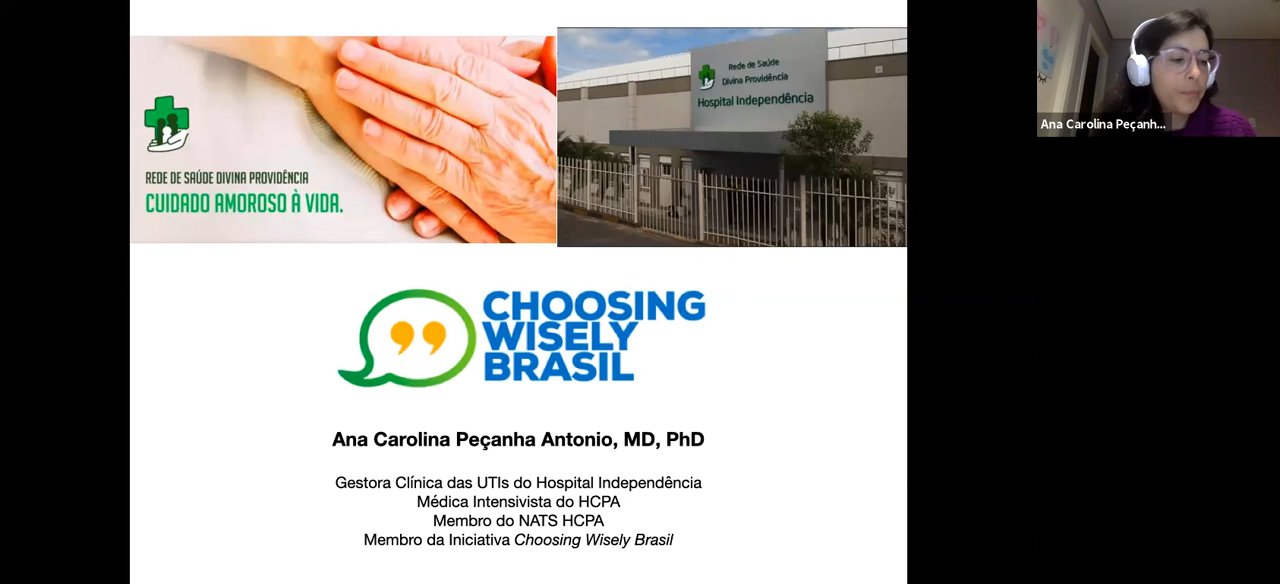 REDE DE SAÚDE DIVINA PROVIDÊNCIA
CUIDADO AMOROSO À VIDA.
Rede de Saúde
Divina Providência
Hospital Independência
Ana Carolina Peçanh...
CHOOSING
WISELY
BRASIL
Ana Carolina Peçanha Antonio, MD, PhD
Gestora Clínica das UTIs do Hospital Independência
Médica Intensivista do HCPA
Membro do NATS HCPA
Membro da Iniciativa Choosing Wisely Brasil